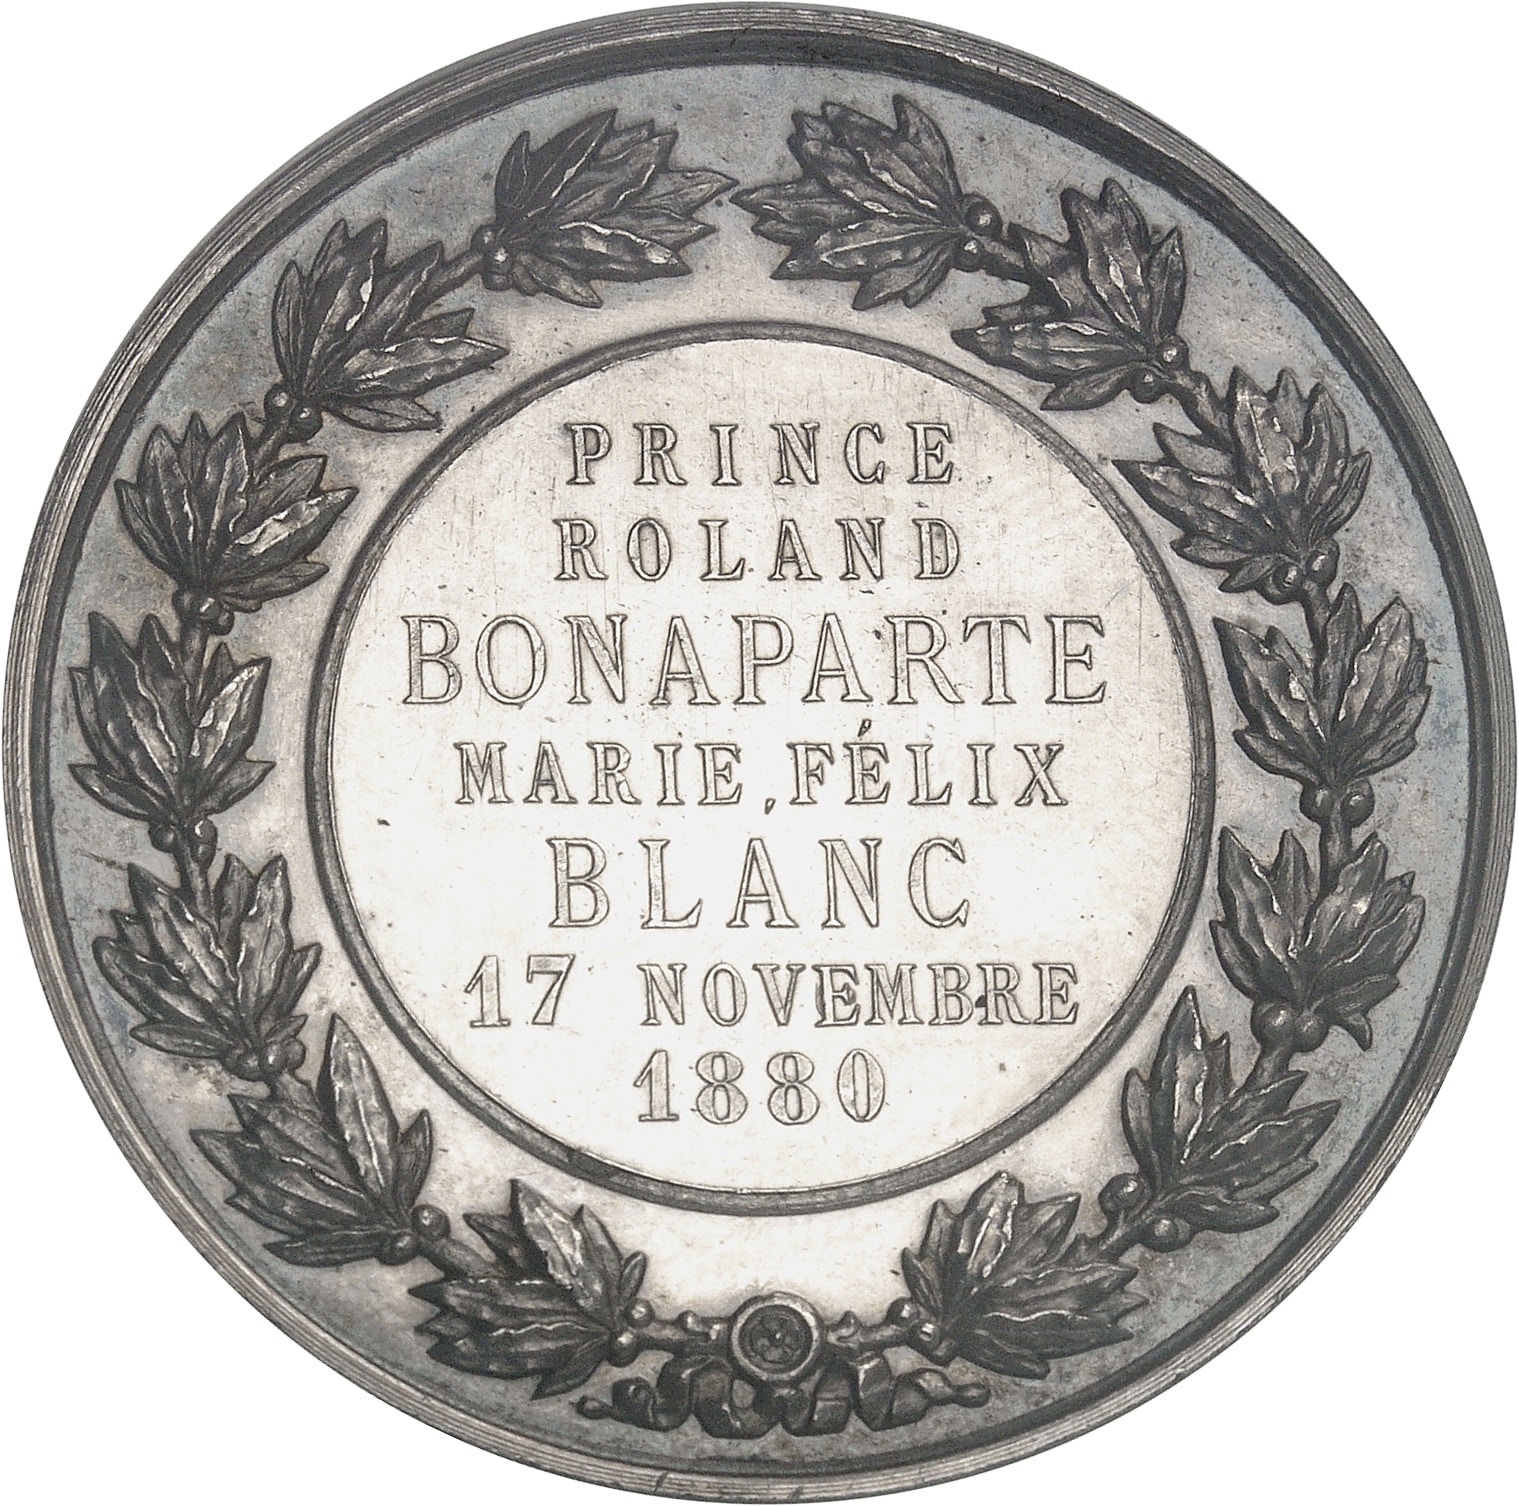 PRINCE
ROLAND
BONAPARTE
MARIE, FÉLIX
BLANC
17 NOVEMBRE
1880